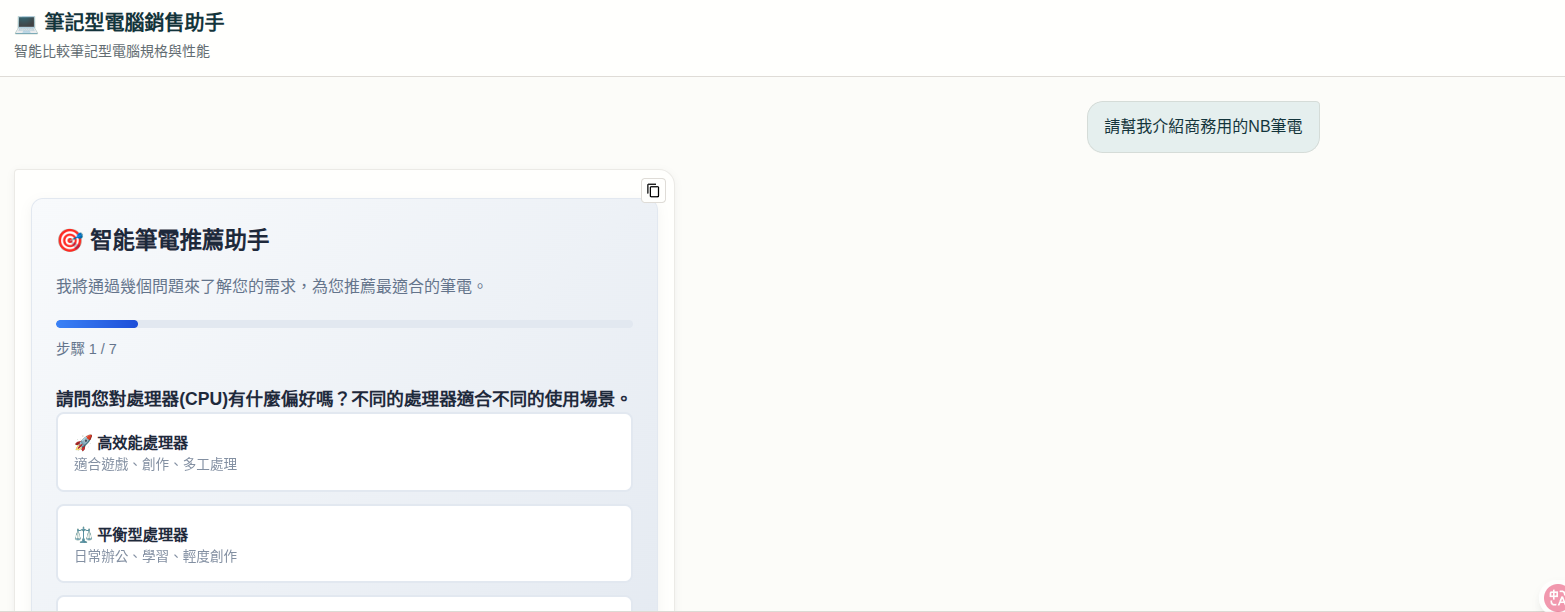 💻 筆記型電腦銷售助手
智能比較筆記型電腦規格與性能
請幫我介紹商務用的NB筆電
🎯 智能筆電推薦助手
我將通過幾個問題來了解您的需求，為您推薦最適合的筆電。
步驟 1 / 7
請問您對處理器(CPU)有什麼偏好嗎？不同的處理器適合不同的使用場景。
🚀 高效能處理器
適合遊戲、創作、多工處理
⚖️ 平衡型處理器
日常辦公、學習、輕度創作